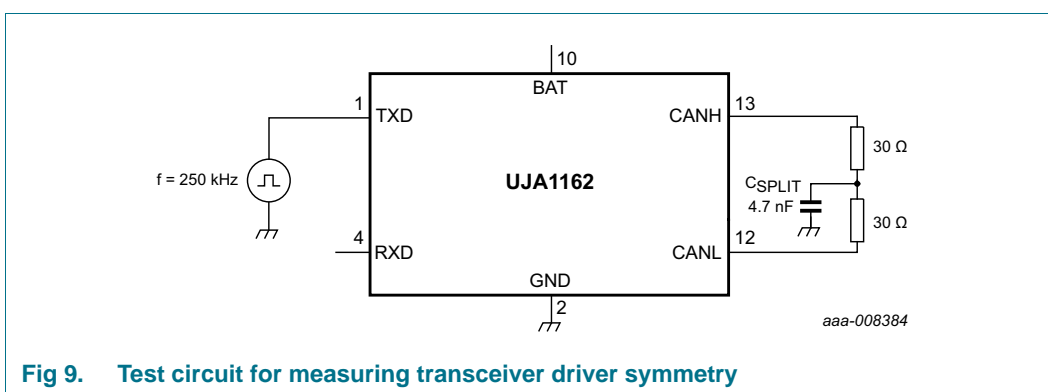 10
BAT
1
TXD
CANH
13
30 Ω
f = 250 kHz
UJA1162
CSPLIT
4.7 nF
30 Ω
4
RXD
CANL
12
GND
2
aaa-008384
Fig 9. Test circuit for measuring transceiver driver symmetry